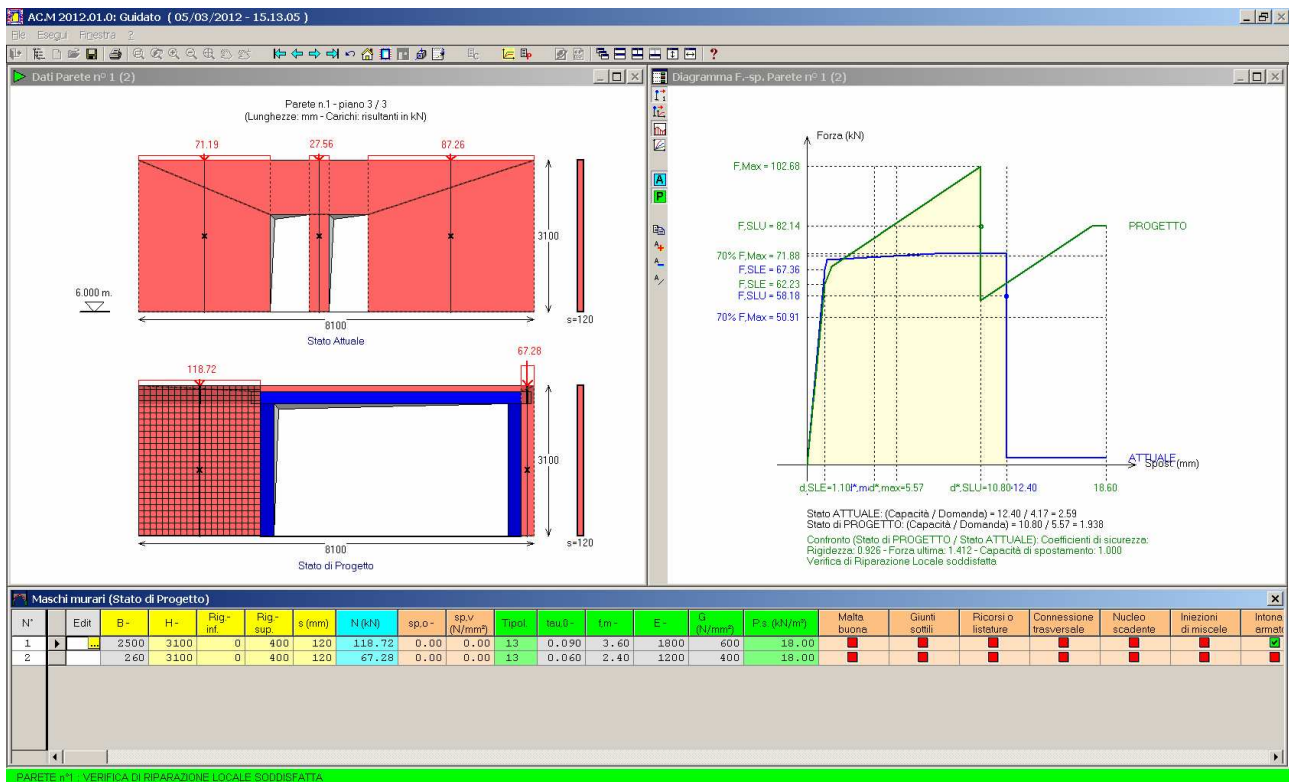 AC.M 2012.01.0: Guidato ( 05/03/2012 - 15.13.05 )
File Esegui Finestra ?
Dati Parete n° 1 (2)
Parete n.1 - piano 3 / 3
(Lunghezze: mm - Carichi: risultanti in kN)
71.19 27.56 87.26
3100
6.000 m.
8100
s=120
Stato Attuale
67.28
118.72
3100
8100
s=120
Stato di Progetto
Diagramma F.-sp. Parete n° 1 (2)
Forza (kN)
F,Max = 102.68
F,SLU = 82.14
PROGETTO
70% F,Max = 71.88
F,SLE = 67.36
F,SLE = 62.23
F,SLU = 58.18
70% F,Max = 50.91
ATTUALE
Spost (mm)
d,SLE=1.10 d*,max=5.57 d*,SLU=10.80 12.40 18.60
Stato ATTUALE: (Capacità / Domanda) = 12.40 / 4.17 = 2.59
Stato di PROGETTO: (Capacità / Domanda) = 10.80 / 5.57 = 1.938
Confronto (Stato di PROGETTO / Stato ATTUALE): Coefficienti di sicurezza:
Rigidezza: 0.926 - Forza ultima: 1.412 - Capacità di spostamento: 1.000
Verifica di Riparazione Locale soddisfatta
Maschi murari (Stato di Progetto)
N° Edit B - H - Rig.- inf. Rig.- sup. s (mm) N (kN) sp.o - sp.v (N/mm²) Tipol. tau,0 - f,m - E - G (N/mm²) P.s. (kN/m³) Malta buona Giunti sottili Ricorsi o listature Connessione trasversale Nucleo scadente Iniezioni di miscele Intona armato
1 ... 2500 3100 0 400 120 118.72 0.00 0.00 13 0.090 3.60 1800 600 18.00
2 260 3100 0 400 120 67.28 0.00 0.00 13 0.060 2.40 1200 400 18.00
PARETE n°1 : VERIFICA DI RIPARAZIONE LOCALE SODDISFATTA